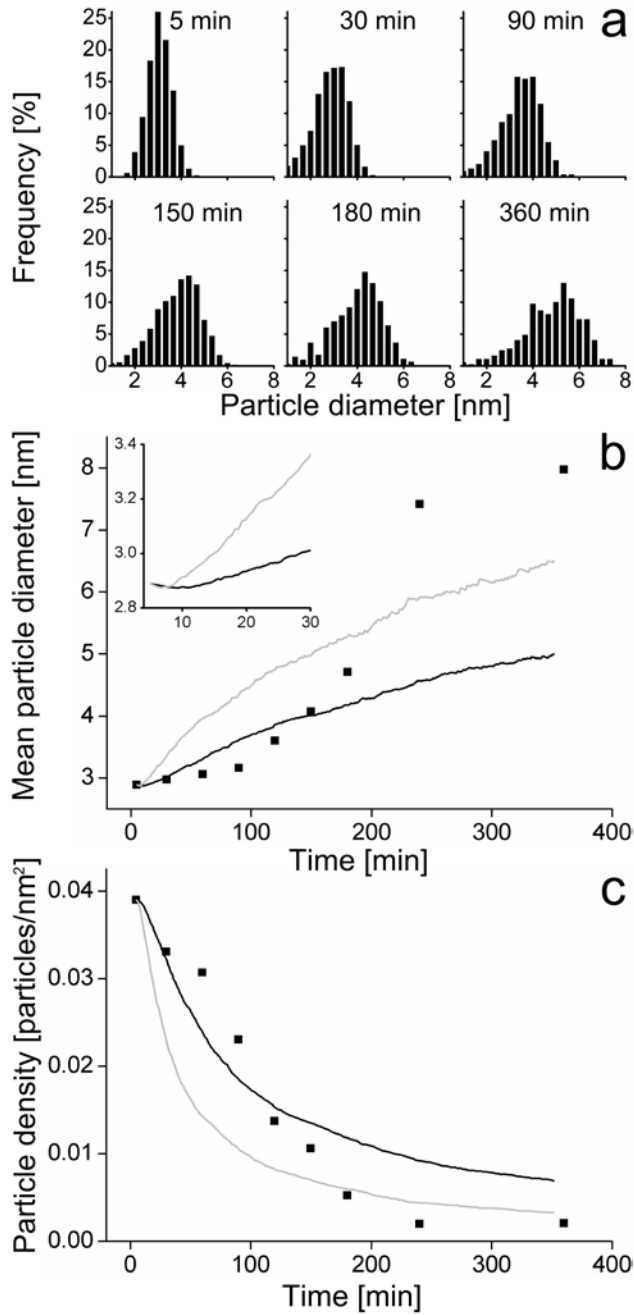 a
5 min
30 min
90 min
25
20
15
10
5
0
150 min
180 min
360 min
25
20
15
10
5
0
Frequency [%]
2 4 6 8
2 4 6 8
2 4 6 8
Particle diameter [nm]
b
8
7
6
5
4
3
Mean particle diameter [nm]
3.4
3.2
3.0
2.8
10 20 30
0 100 200 300 400
Time [min]
c
0.04
0.03
0.02
0.01
0.00
Particle density [particles/nm²]
0 100 200 300 400
Time [min]